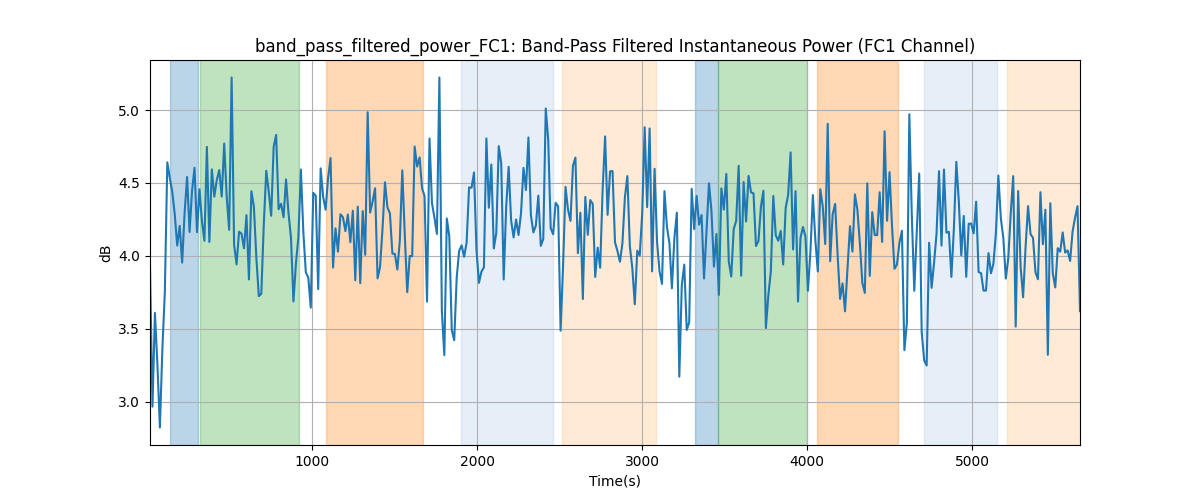 band_pass_filtered_power_FC1: Band-Pass Filtered Instantaneous Power (FC1 Channel)
5.0
4.5
4.0
3.5
3.0
dB
1000 2000 3000 4000 5000
Time(s)